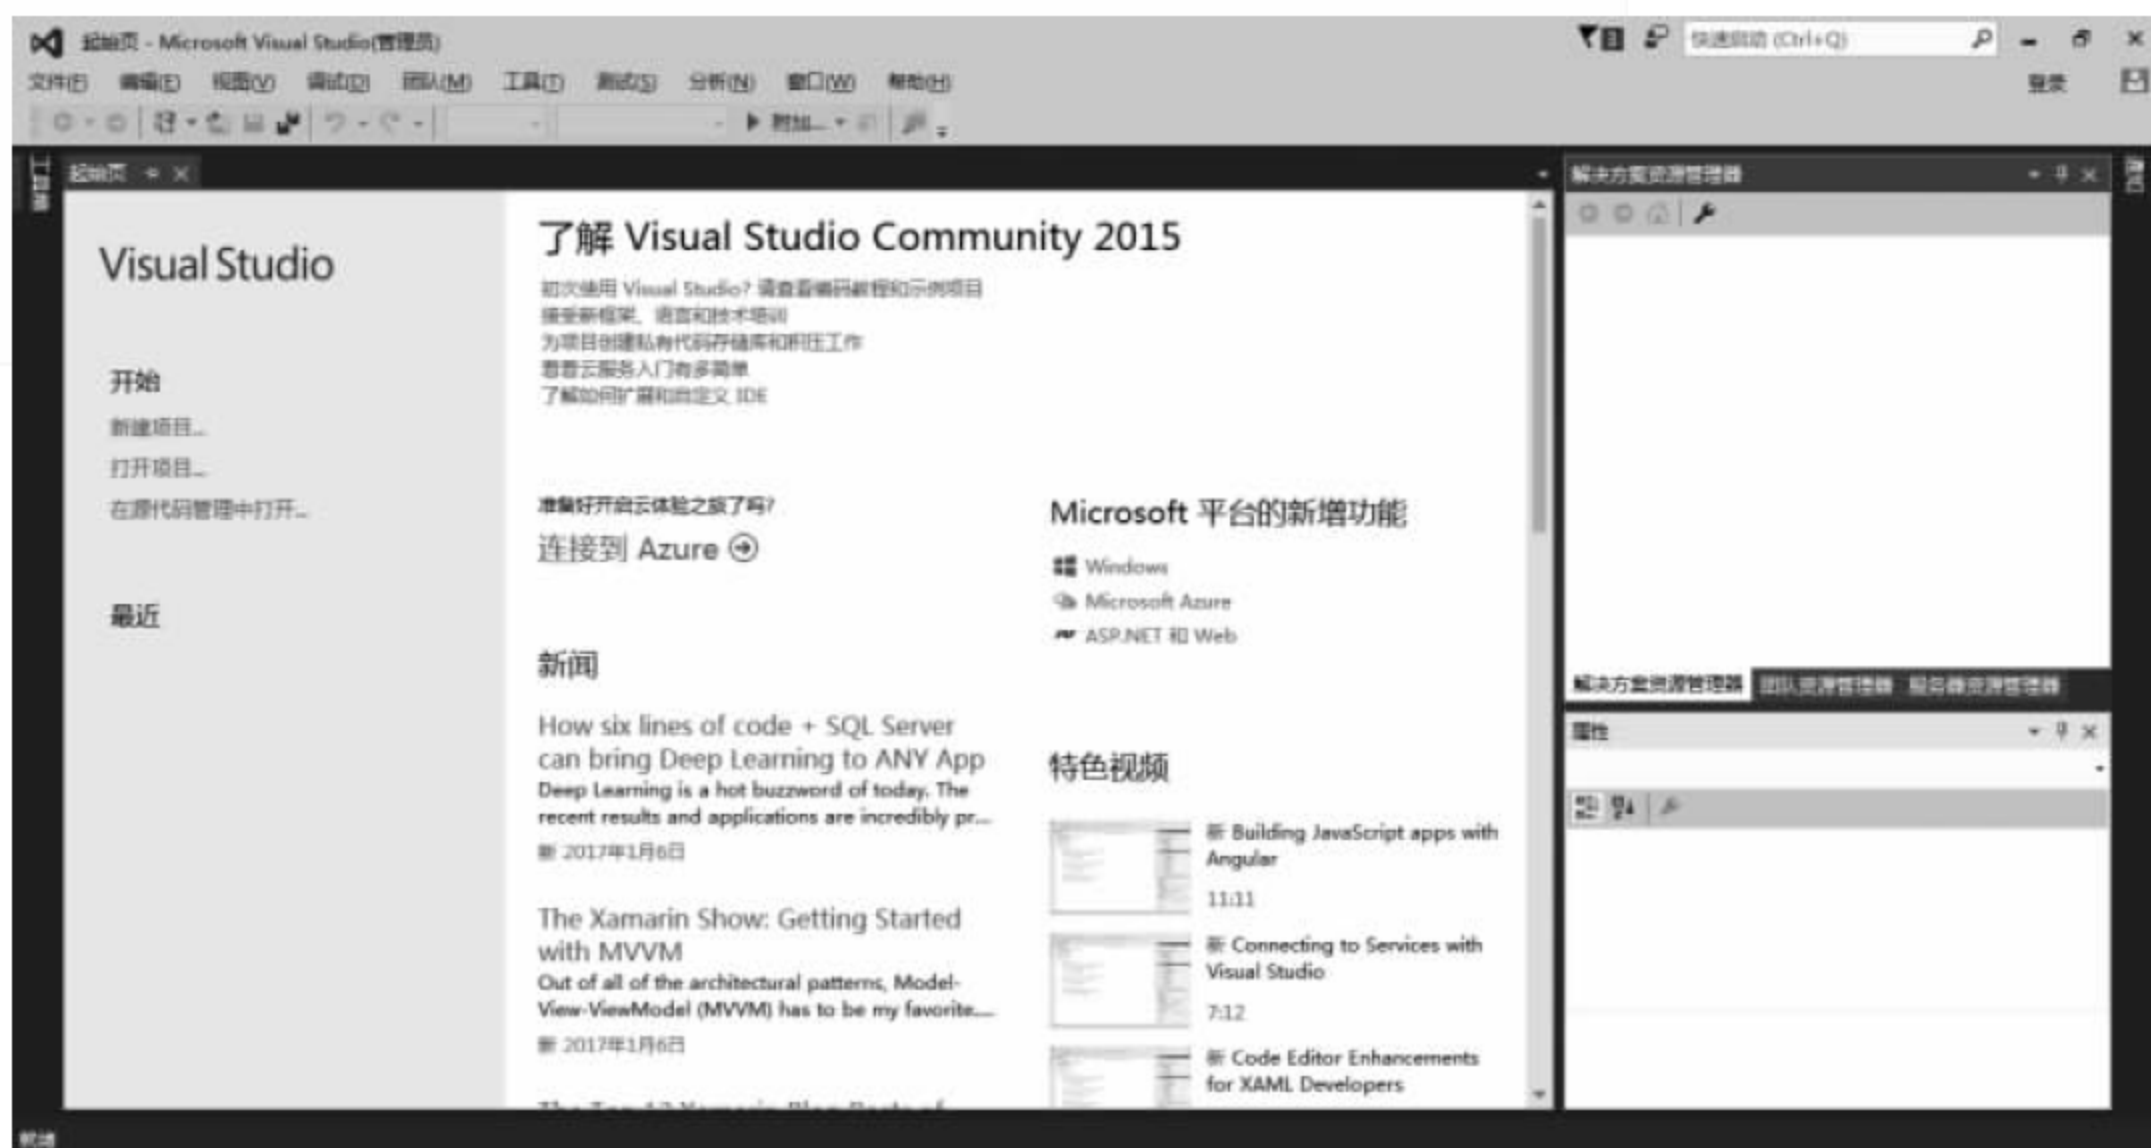 起始页 - Microsoft Visual Studio(管理员)
快速启动 (Ctrl+Q)
文件(F) 编辑(E) 视图(V) 调试(D) 团队(M) 工具(T) 测试(S) 分析(N) 窗口(W) 帮助(H)
登录
附加...
工具箱
起始页
解决方案资源管理器
Visual Studio
开始
新建项目...
打开项目...
在源代码管理中打开...
最近
了解 Visual Studio Community 2015
初次使用 Visual Studio? 请查看编码教程和示例项目
接受新框架、语言和技术培训
为项目创建私有代码存储库和积压工作
看看云服务入门有多简单
了解如何扩展和自定义 IDE
准备好开启云体验之旅了吗?
连接到 Azure
新闻
How six lines of code + SQL Server
can bring Deep Learning to ANY App
Deep Learning is a hot buzzword of today. The
recent results and applications are incredibly pr...
新 2017年1月6日
The Xamarin Show: Getting Started
with MVVM
Out of all of the architectural patterns, Model-
View-ViewModel (MVVM) has to be my favorite....
新 2017年1月6日
Microsoft 平台的新增功能
Windows
Microsoft Azure
ASP.NET 和 Web
特色视频
新 Building JavaScript apps with
Angular
11:11
新 Connecting to Services with
Visual Studio
7:12
新 Code Editor Enhancements
for XAML Developers
解决方案资源管理器 团队资源管理器 服务器资源管理器
属性
就绪